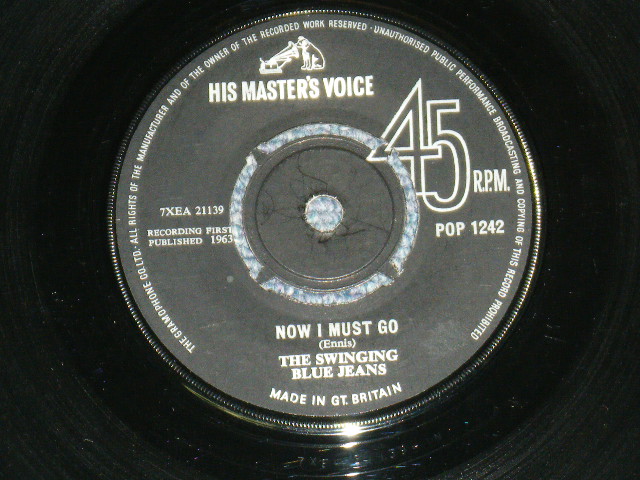 THE GRAMOPHONE CO. LTD. ALL RIGHTS OF THE MANUFACTURER AND OF THE OWNER OF THE RECORDED WORK RESERVED - UNAUTHORISED PUBLIC PERFORMANCE BROADCASTING AND COPYING OF THIS RECORD PROHIBITED
HIS MASTER'S VOICE
45 R.P.M.
7XEA 21139
RECORDING FIRST
PUBLISHED 1963
POP 1242
NOW I MUST GO
(Ennis)
THE SWINGING
BLUE JEANS
MADE IN GT. BRITAIN